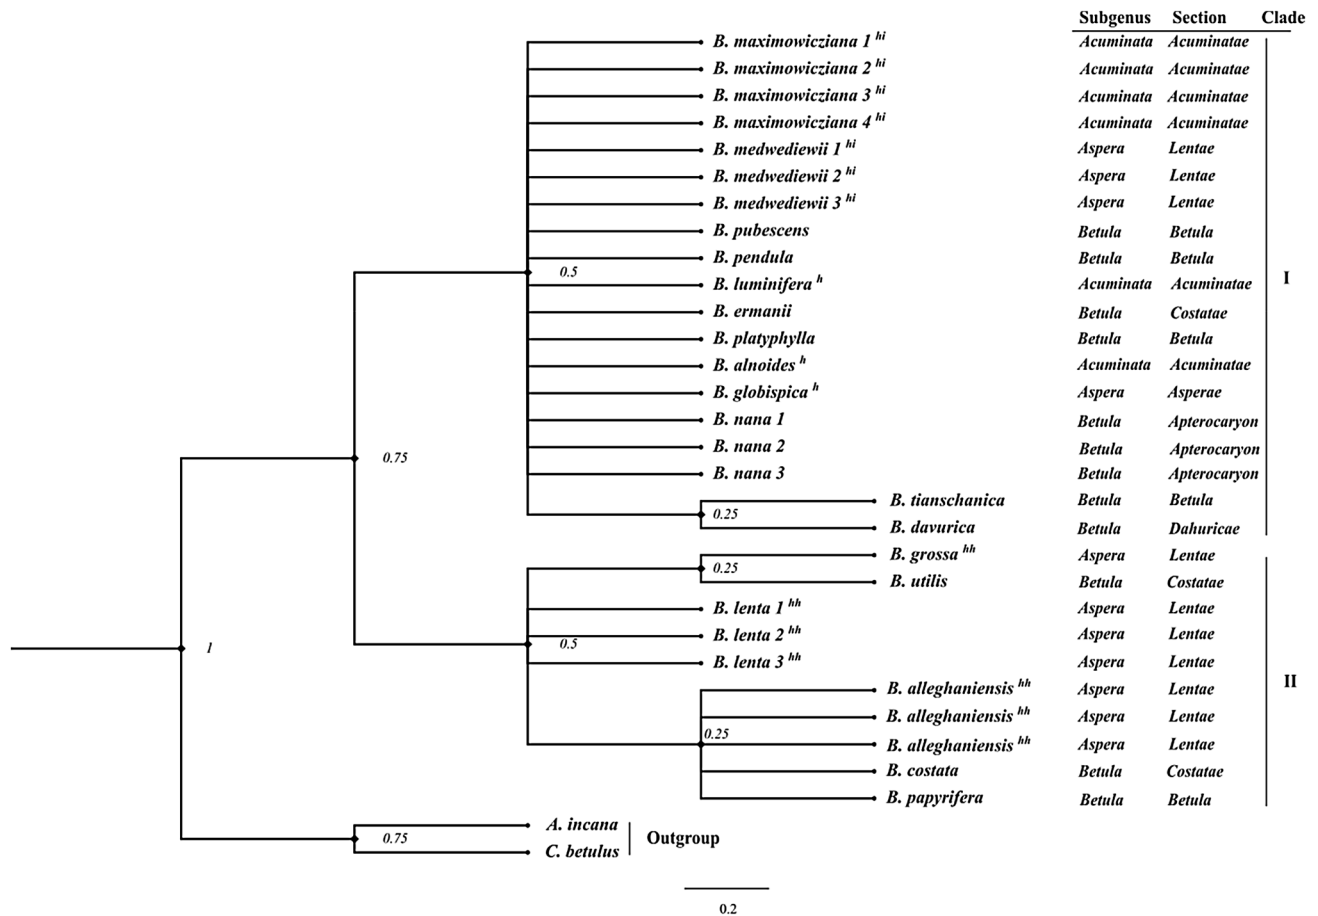 Subgenus Section Clade
B. maximowicziana 1 hi Acuminata Acuminatae
B. maximowicziana 2 hi Acuminata Acuminatae
B. maximowicziana 3 hi Acuminata Acuminatae
B. maximowicziana 4 hi Acuminata Acuminatae
B. medwediewii 1 hi Aspera Lentae
B. medwediewii 2 hi Aspera Lentae
B. medwediewii 3 hi Aspera Lentae
B. pubescens Betula Betula
B. pendula Betula Betula
0.5 I
B. luminifera h Acuminata Acuminatae
B. ermanii Betula Costatae
B. platyphylla Betula Betula
B. alnoides h Acuminata Acuminatae
B. globispica h Aspera Asperae
B. nana 1 Betula Apterocaryon
B. nana 2 Betula Apterocaryon
0.75
B. nana 3 Betula Apterocaryon
B. tianschanica Betula Betula
0.25
B. davurica Betula Dahuricae
B. grossa hh Aspera Lentae
0.25
B. utilis Betula Costatae
B. lenta 1 hh Aspera Lentae
B. lenta 2 hh Aspera Lentae
1 0.5
B. lenta 3 hh Aspera Lentae
II
B. alleghaniensis hh Aspera Lentae
B. alleghaniensis hh Aspera Lentae
0.25
B. alleghaniensis hh Aspera Lentae
B. costata Betula Costatae
B. papyrifera Betula Betula
A. incana
0.75 Outgroup
C. betulus
0.2